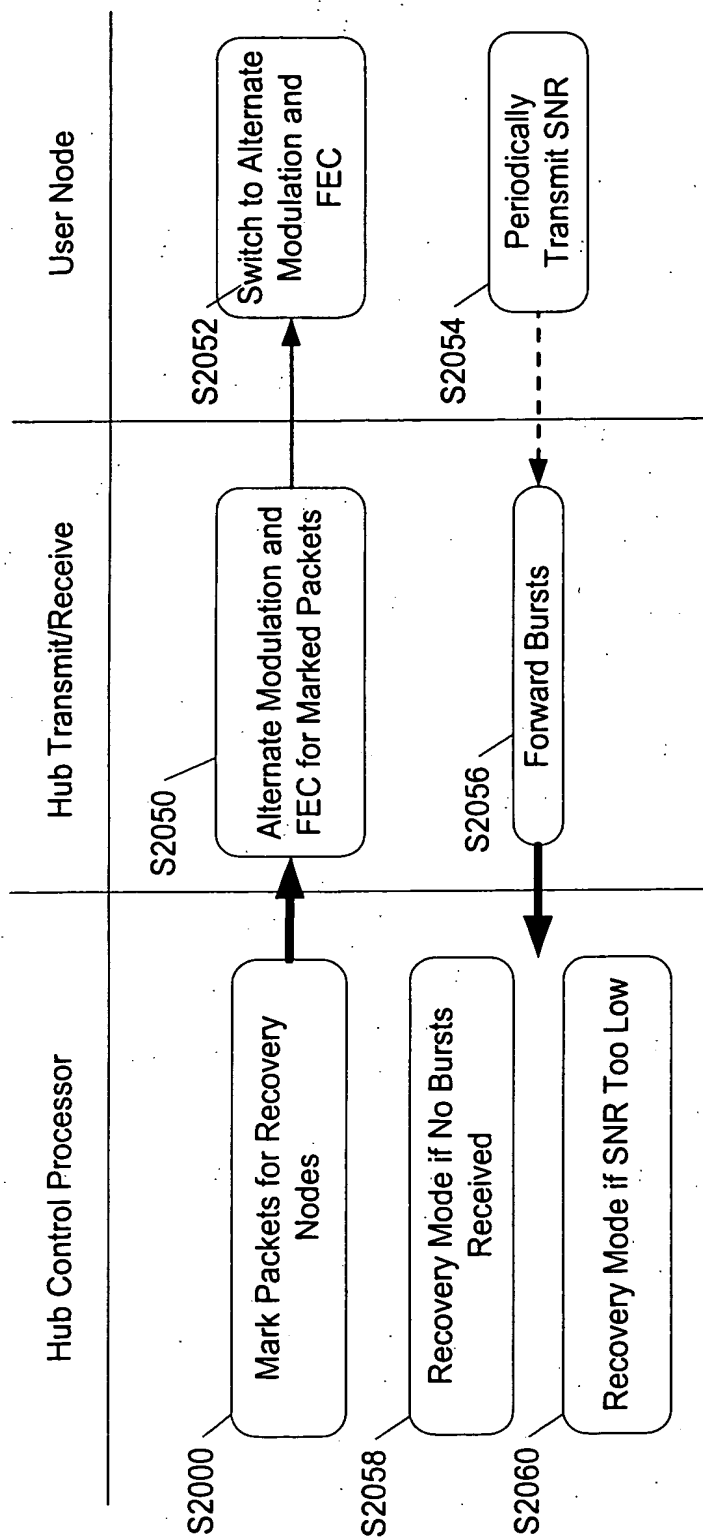 Hub Control Processor
Hub Transmit/Receive
User Node
S2000
Mark Packets for Recovery
Nodes
S2050
Alternate Modulation and
FEC for Marked Packets
S2052
Switch to Alternate
Modulation and
FEC
S2058
Recovery Mode if No Bursts
Received
S2056
Forward Bursts
S2054
Periodically
Transmit SNR
S2060
Recovery Mode if SNR Too Low